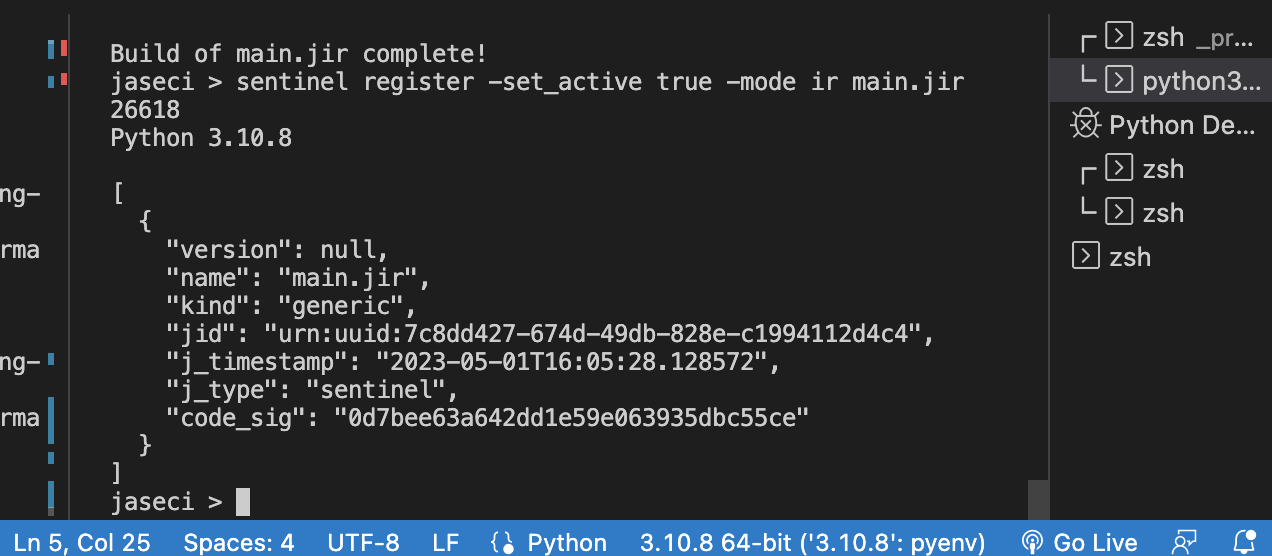 Build of main.jir complete!
jaseci > sentinel register -set_active true -mode ir main.jir
26618
Python 3.10.8
ng-
[
{
rma
"version": null,
"name": "main.jir",
"kind": "generic",
"jid": "urn:uuid:7c8dd427-674d-49db-828e-c1994112d4c4",
ng-
"j_timestamp": "2023-05-01T16:05:28.128572",
"j_type": "sentinel",
rma
"code_sig": "0d7bee63a642dd1e59e063935dbc55ce"
}
]
jaseci >
zsh _pr...
python3...
Python De...
zsh
zsh
zsh
Ln 5, Col 25 Spaces: 4 UTF-8 LF Python 3.10.8 64-bit ('3.10.8': pyenv) Go Live